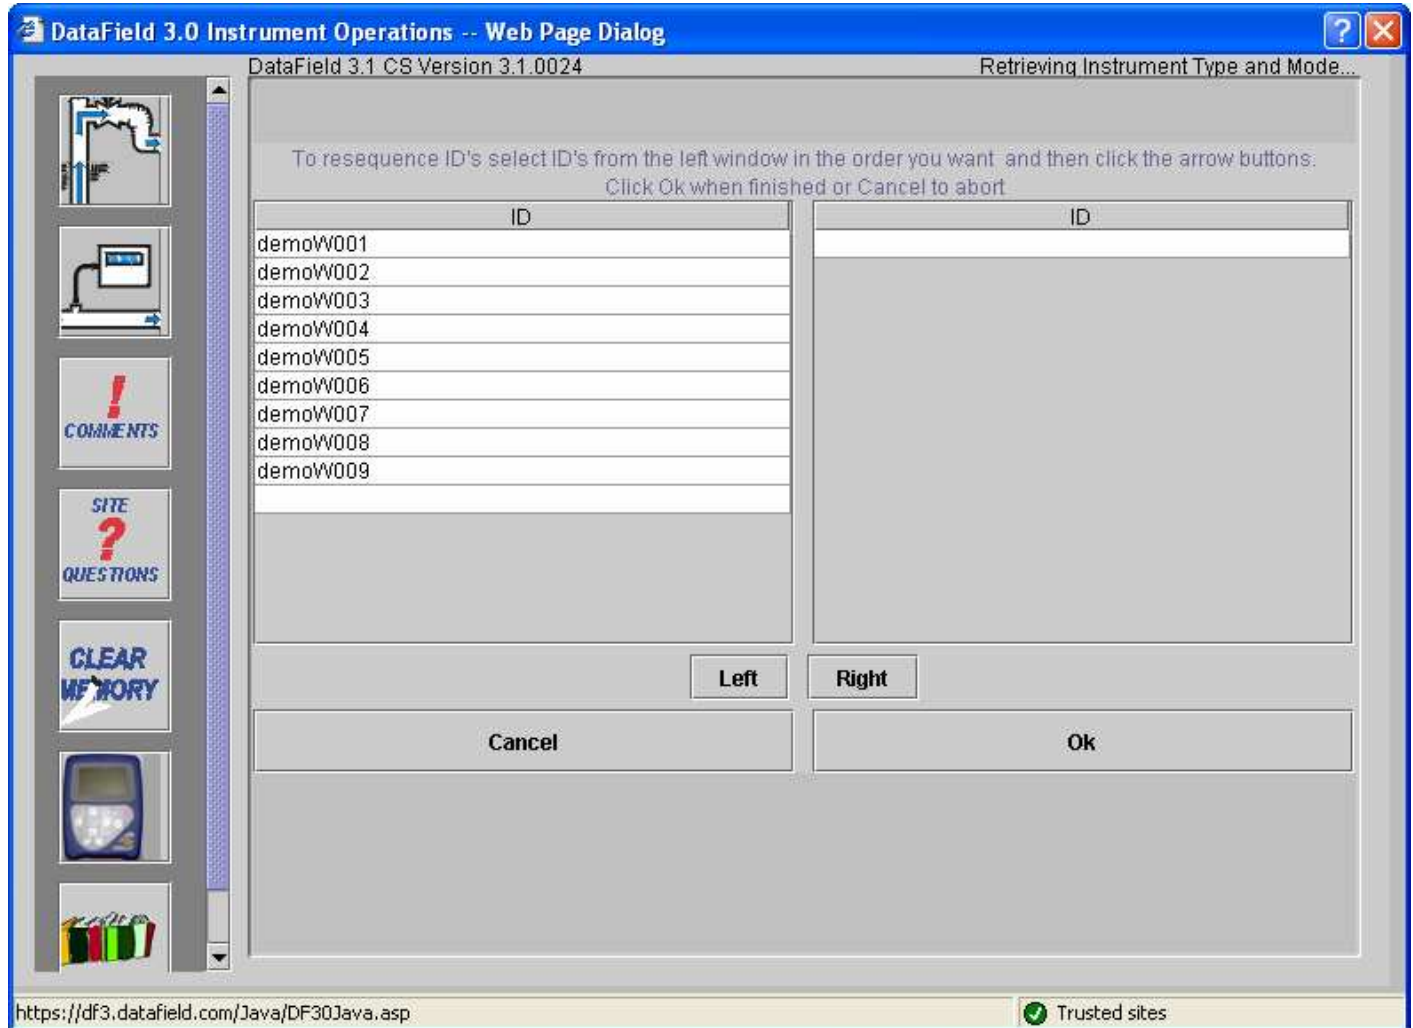 DataField 3.0 Instrument Operations -- Web Page Dialog
DataField 3.1 CS Version 3.1.0024
Retrieving Instrument Type and Mode...
To resequence ID's select ID's from the left window in the order you want and then click the arrow buttons.
Click Ok when finished or Cancel to abort
ID
demoW001
demoW002
demoW003
demoW004
demoW005
demoW006
demoW007
demoW008
demoW009
ID
COMMENTS
SITE
?
QUESTIONS
CLEAR
MEMORY
Left
Right
Cancel
Ok
https://df3.datafield.com/Java/DF30Java.asp
Trusted sites